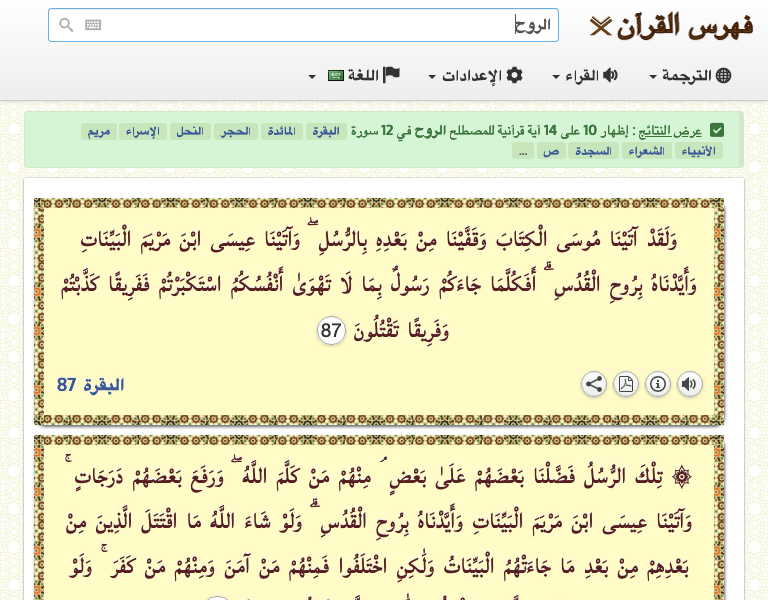 فهرس القرآن
الروح
الترجمة القراء الإعدادات اللغة
عرض النتائج : إظهار 10 على 14 آية قرآنية للمصطلح الروح في 12 سورة البقرة المائدة الحجر النحل الإسراء مريم
الأنبياء الشعراء السجدة ص ...
وَلَقَدْ آتَيْنَا مُوسَى الْكِتَابَ وَقَفَّيْنَا مِنْ بَعْدِهِ بِالرُّسُلِ ۖ وَآتَيْنَا عِيسَى ابْنَ مَرْيَمَ الْبَيِّنَاتِ
وَأَيَّدْنَاهُ بِرُوحِ الْقُدُسِ ۗ أَفَكُلَّمَا جَاءَكُمْ رَسُولٌ بِمَا لَا تَهْوَىٰ أَنْفُسُكُمُ اسْتَكْبَرْتُمْ فَفَرِيقًا كَذَّبْتُمْ
وَفَرِيقًا تَقْتُلُونَ 87
البقرة 87
۞ تِلْكَ الرُّسُلُ فَضَّلْنَا بَعْضَهُمْ عَلَىٰ بَعْضٍ ۘ مِنْهُمْ مَنْ كَلَّمَ اللَّهُ ۖ وَرَفَعَ بَعْضَهُمْ دَرَجَاتٍ ۚ
وَآتَيْنَا عِيسَى ابْنَ مَرْيَمَ الْبَيِّنَاتِ وَأَيَّدْنَاهُ بِرُوحِ الْقُدُسِ ۗ وَلَوْ شَاءَ اللَّهُ مَا اقْتَتَلَ الَّذِينَ مِنْ
بَعْدِهِمْ مِنْ بَعْدِ مَا جَاءَتْهُمُ الْبَيِّنَاتُ وَلَٰكِنِ اخْتَلَفُوا فَمِنْهُمْ مَنْ آمَنَ وَمِنْهُمْ مَنْ كَفَرَ ۚ وَلَوْ